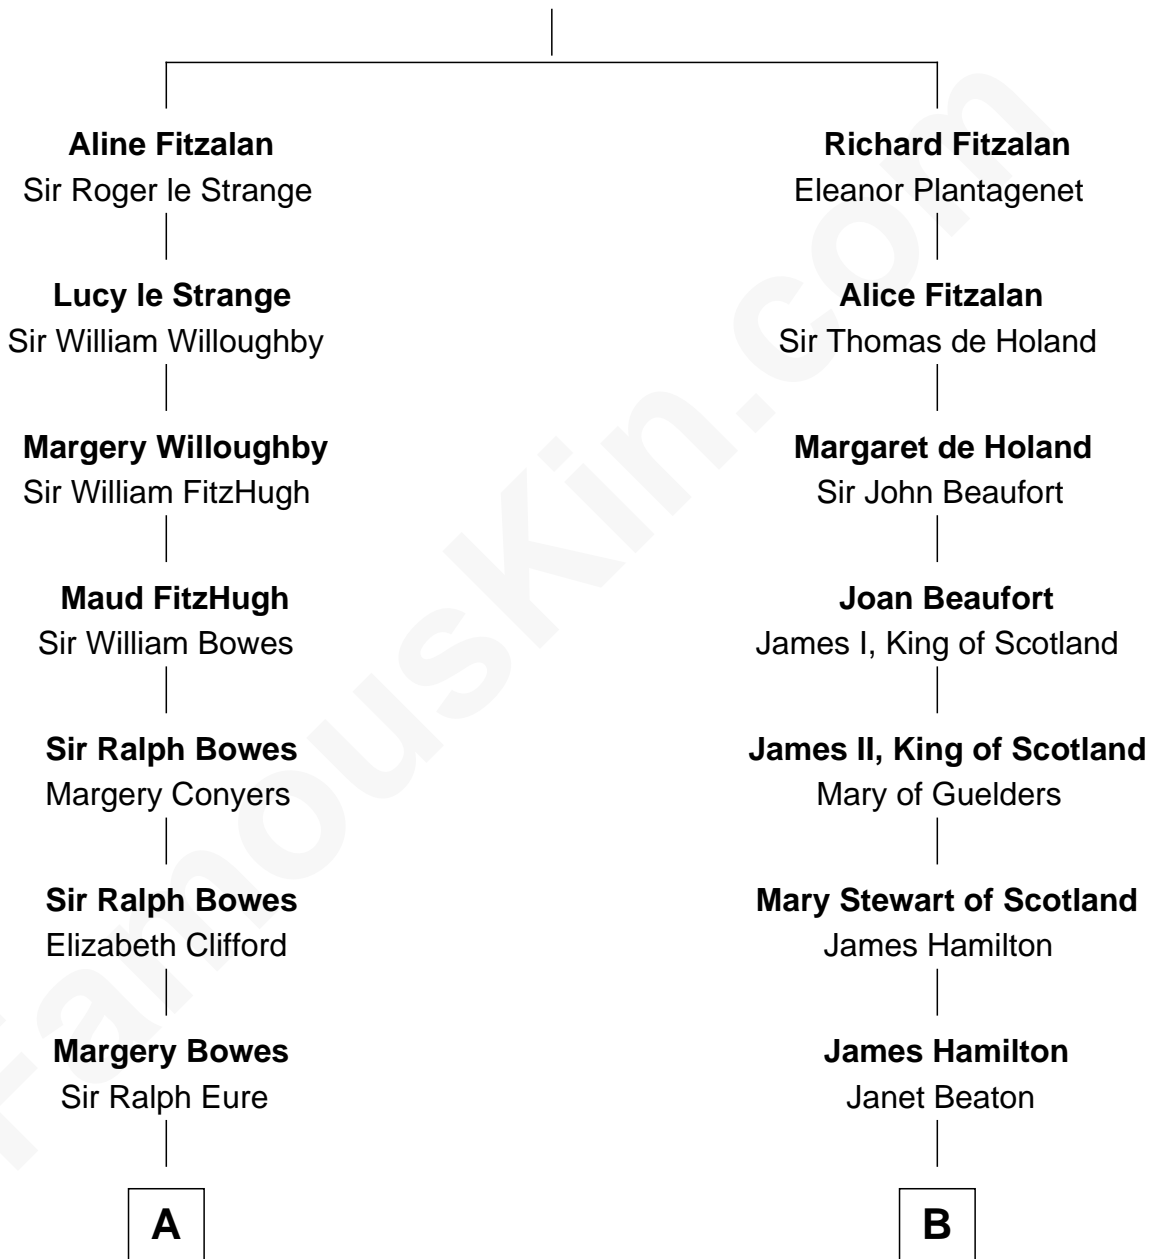 Aline Fitzalan
Sir Roger le Strange
Richard Fitzalan
Eleanor Plantagenet
Lucy le Strange
Sir William Willoughby
Alice Fitzalan
Sir Thomas de Holand
Margery Willoughby
Sir William FitzHugh
Margaret de Holand
Sir John Beaufort
Maud FitzHugh
Sir William Bowes
Joan Beaufort
James I, King of Scotland
Sir Ralph Bowes
Margery Conyers
James II, King of Scotland
Mary of Guelders
Sir Ralph Bowes
Elizabeth Clifford
Mary Stewart of Scotland
James Hamilton
Margery Bowes
Sir Ralph Eure
James Hamilton
Janet Beaton
A
B
FamousKin.com